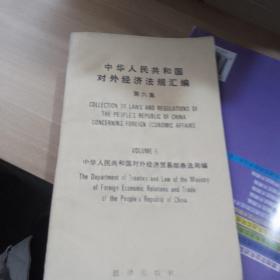 中华人民共和国
对外经济法规汇编
第六集
COLLECTION OF LAWS AND REGULATIONS OF
THE PEOPLE'S REPUBLIC OF CHINA
CONCERNING FOREIGN ECONOMIC AFFAIRS
VOLUME 6
中华人民共和国对外经济贸易部条法局编
The Department of Treaties and Law of the Ministry
of Foreign Economic Relations and Trade
of the People's Republic of China